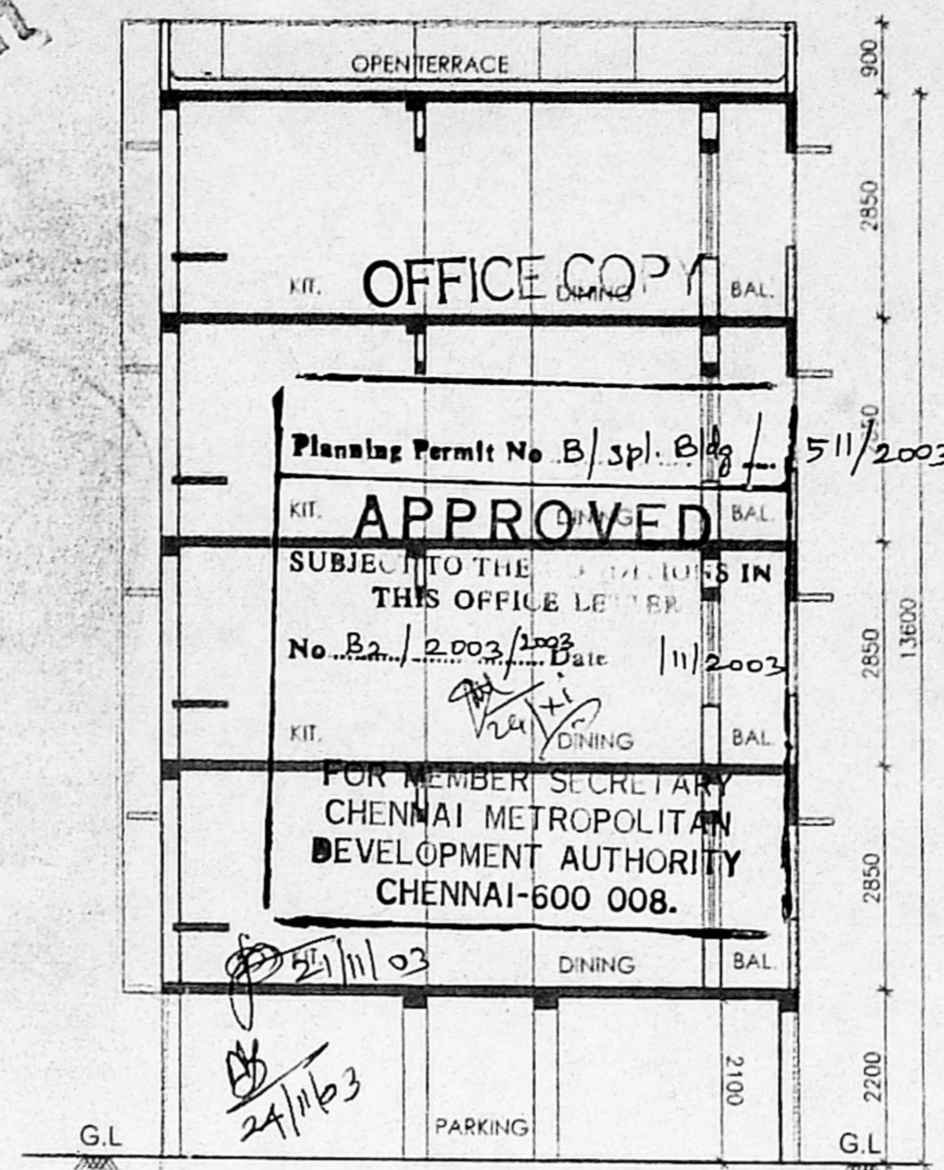 OPEN TERRACE
900
2850
KIT. DINING BAL.
OFFICE COPY
Planning Permit No B/ spl. Bldg / 511/2003
KIT. DINING BAL.
APPROVED
SUBJECT TO THE CONDITIONS IN
THIS OFFICE LETTER
No B2 / 2003 /2003 Date /11/2003
2850
13600
KIT. DINING BAL.
FOR MEMBER SECRETARY
CHENNAI METROPOLITAN
DEVELOPMENT AUTHORITY
CHENNAI-600 008.
2850
21/11/03
DINING BAL.
24/11/03
2100
2200
PARKING
G.L G.L